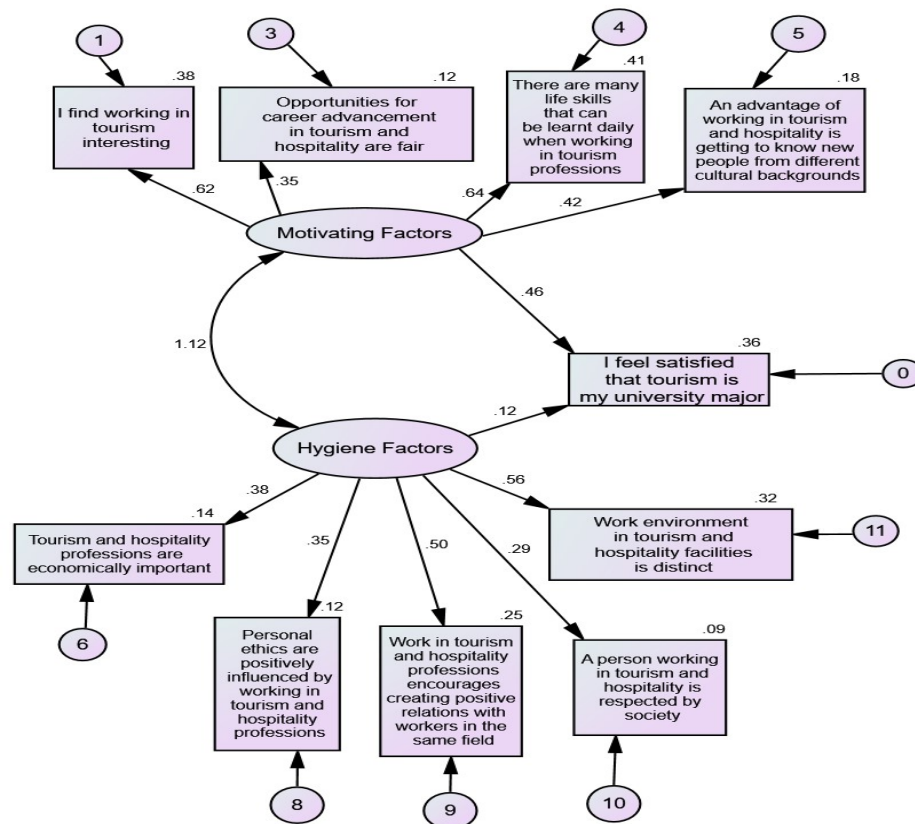 1
3
4
5
.38
.12
.41
.18
I find working in
tourism
interesting
Opportunities for
career advancement
in tourism and
hospitality are fair
There are many
life skills
that can
be learnt daily
when working
in tourism
professions
An advantage of
working in tourism
and hospitality is
getting to know new
people from different
cultural backgrounds
.62
.35
.64
.42
Motivating Factors
1.12
.46
.36
I feel satisfied
that tourism is
my university major
0
.12
Hygiene Factors
.38
.35
.50
.29
.56
.14
Tourism and hospitality
professions are
economically important
6
.32
Work environment
in tourism and
hospitality facilities
is distinct
11
.12
Personal
ethics are
positively
influenced by
working in
tourism and
hospitality
professions
8
.25
Work in tourism
and hospitality
professions
encourages
creating positive
relations with
workers in the
same field
9
.09
A person working
in tourism and
hospitality is
respected by
society
10